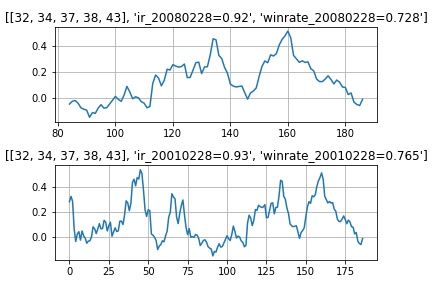 [[32, 34, 37, 38, 43], 'ir_20080228=0.92', 'winrate_20080228=0.728']
0.4
0.2
0.0
80 100 120 140 160 180
[[32, 34, 37, 38, 43], 'ir_20010228=0.93', 'winrate_20010228=0.765']
0.4
0.2
0.0
0 25 50 75 100 125 150 175